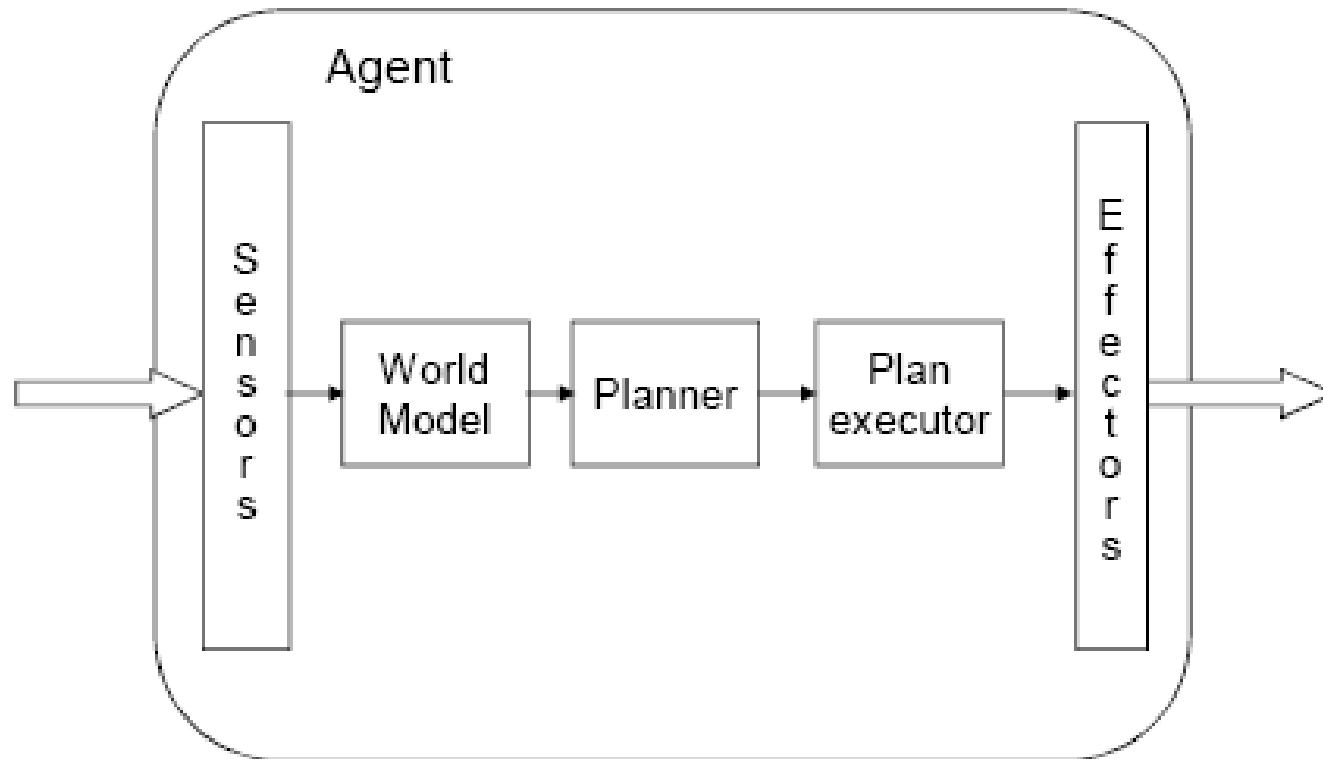 Agent
Sensors
World
Model
Planner
Plan
executor
Effectors